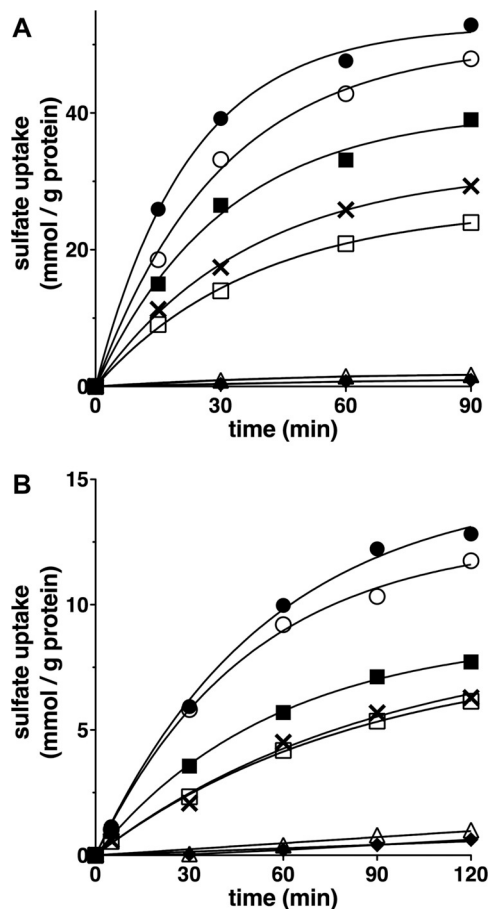 A
sulfate uptake
(mmol / g protein)
40
20
0
0 30 60 90
time (min)
B
sulfate uptake
(mmol / g protein)
15
10
5
0
0 30 60 90 120
time (min)